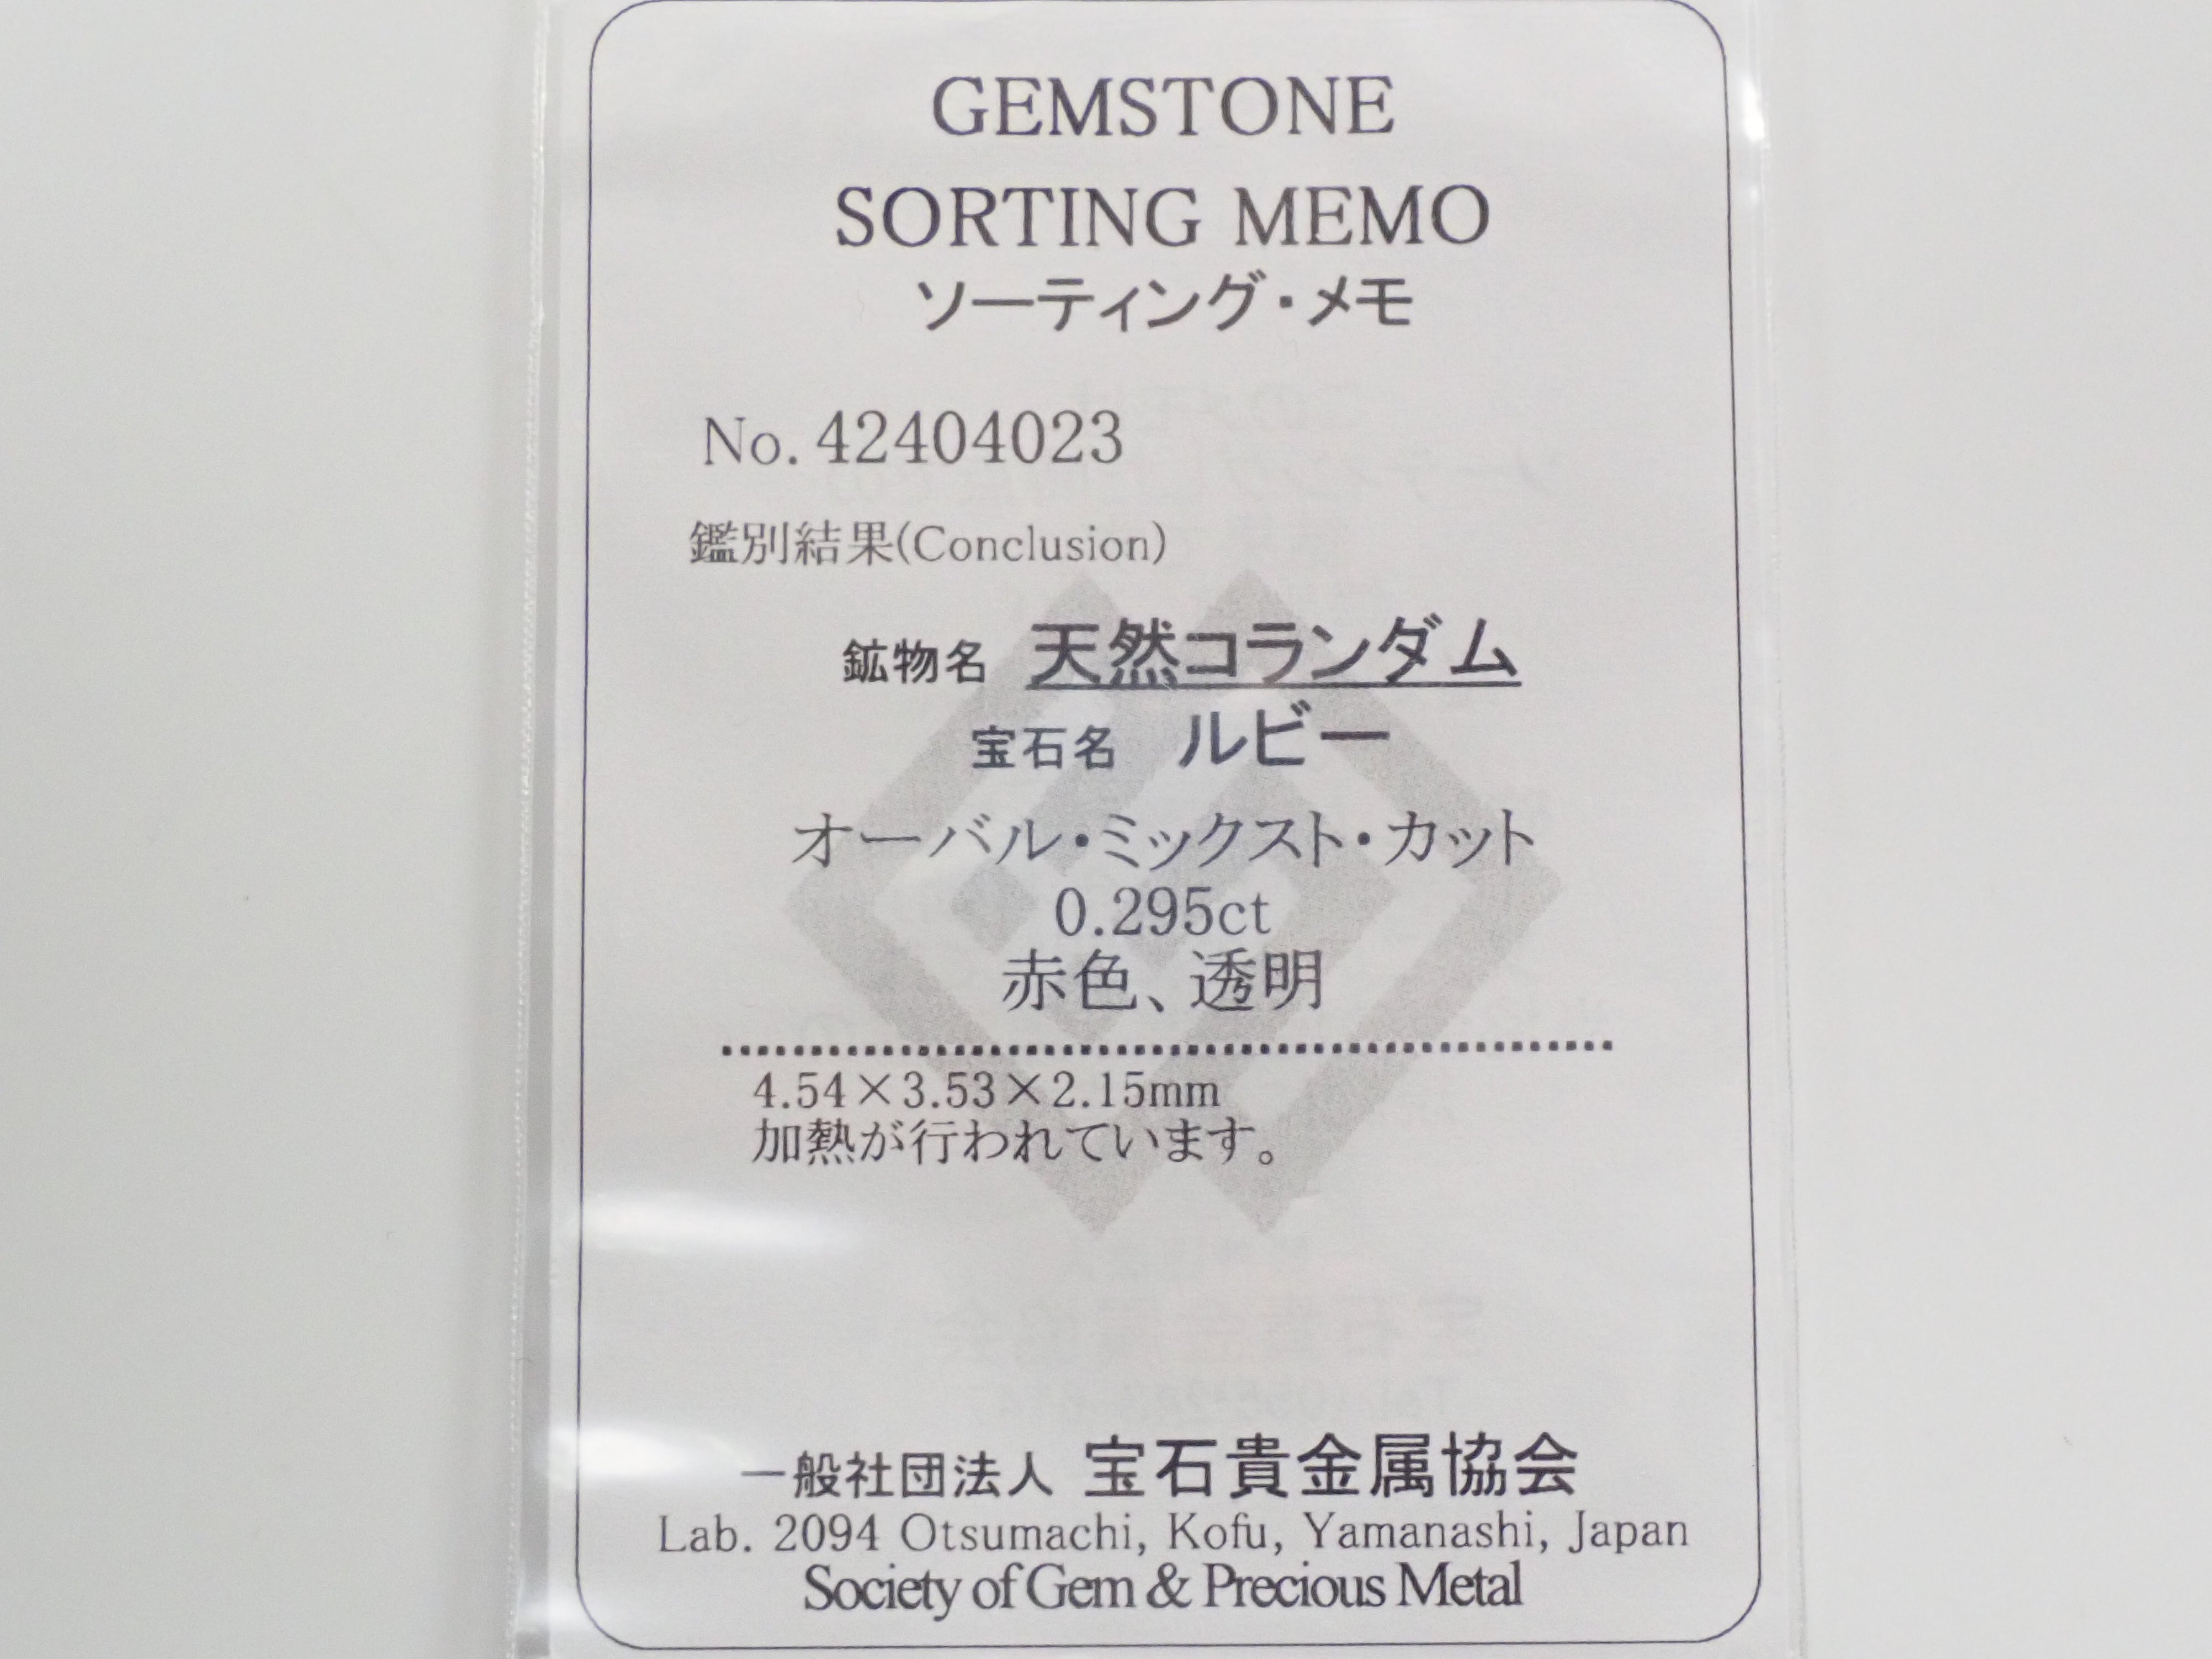 GEMSTONE
SORTING MEMO
ソーティング・メモ
No. 42404023
鑑別結果(Conclusion)
鉱物名 天然コランダム
宝石名 ルビー
オーバル・ミックスト・カット
0.295ct
赤色、透明
4.54×3.53×2.15mm
加熱が行われています。
一般社団法人 宝石貴金属協会
Lab. 2094 Otsumachi, Kofu, Yamanashi, Japan
Society of Gem & Precious Metal